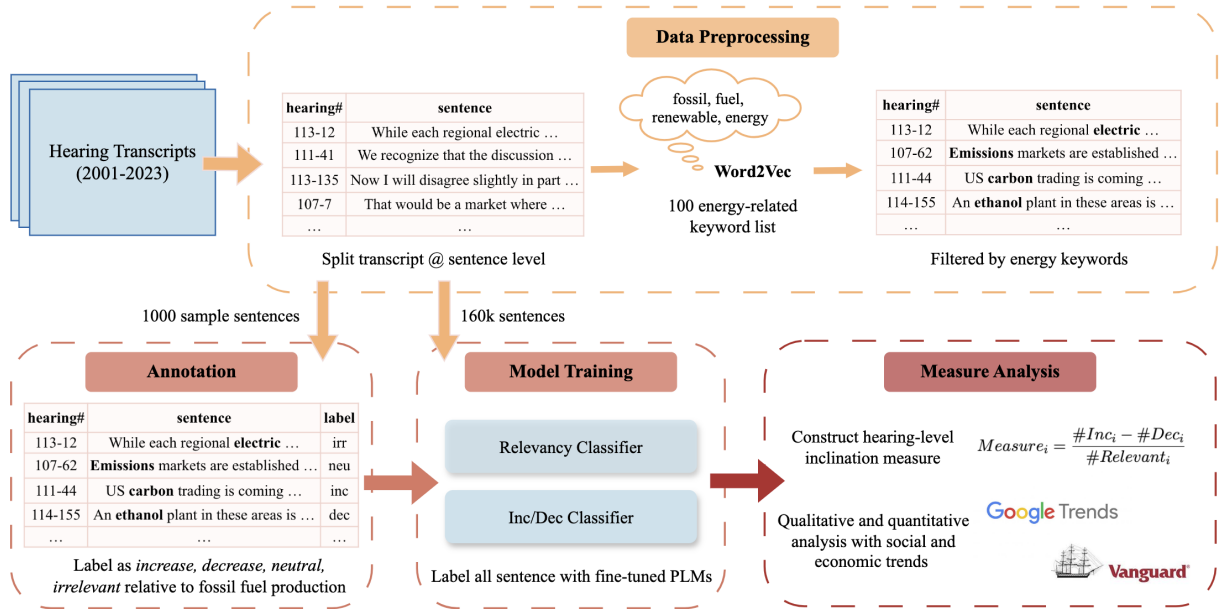 Data Preprocessing
Hearing Transcripts
(2001-2023)
hearing# sentence
113-12 While each regional electric …
111-41 We recognize that the discussion …
113-135 Now I will disagree slightly in part …
107-7 That would be a market where …
… …
Split transcript @ sentence level
fossil, fuel,
renewable, energy
Word2Vec
100 energy-related
keyword list
hearing# sentence
113-12 While each regional electric …
107-62 Emissions markets are established …
111-44 US carbon trading is coming …
114-155 An ethanol plant in these areas is …
… …
Filtered by energy keywords
1000 sample sentences
160k sentences
Annotation
hearing# sentence label
113-12 While each regional electric … irr
107-62 Emissions markets are established … neu
111-44 US carbon trading is coming … inc
114-155 An ethanol plant in these areas is … dec
… … …
Label as increase, decrease, neutral,
irrelevant relative to fossil fuel production
Model Training
Relevancy Classifier
Inc/Dec Classifier
Label all sentence with fine-tuned PLMs
Measure Analysis
Construct hearing-level
inclination measure
Measureᵢ = (#Incᵢ − #Decᵢ) / #Relevantᵢ
Qualitative and quantitative
analysis with social and
economic trends
Google Trends
Vanguard®